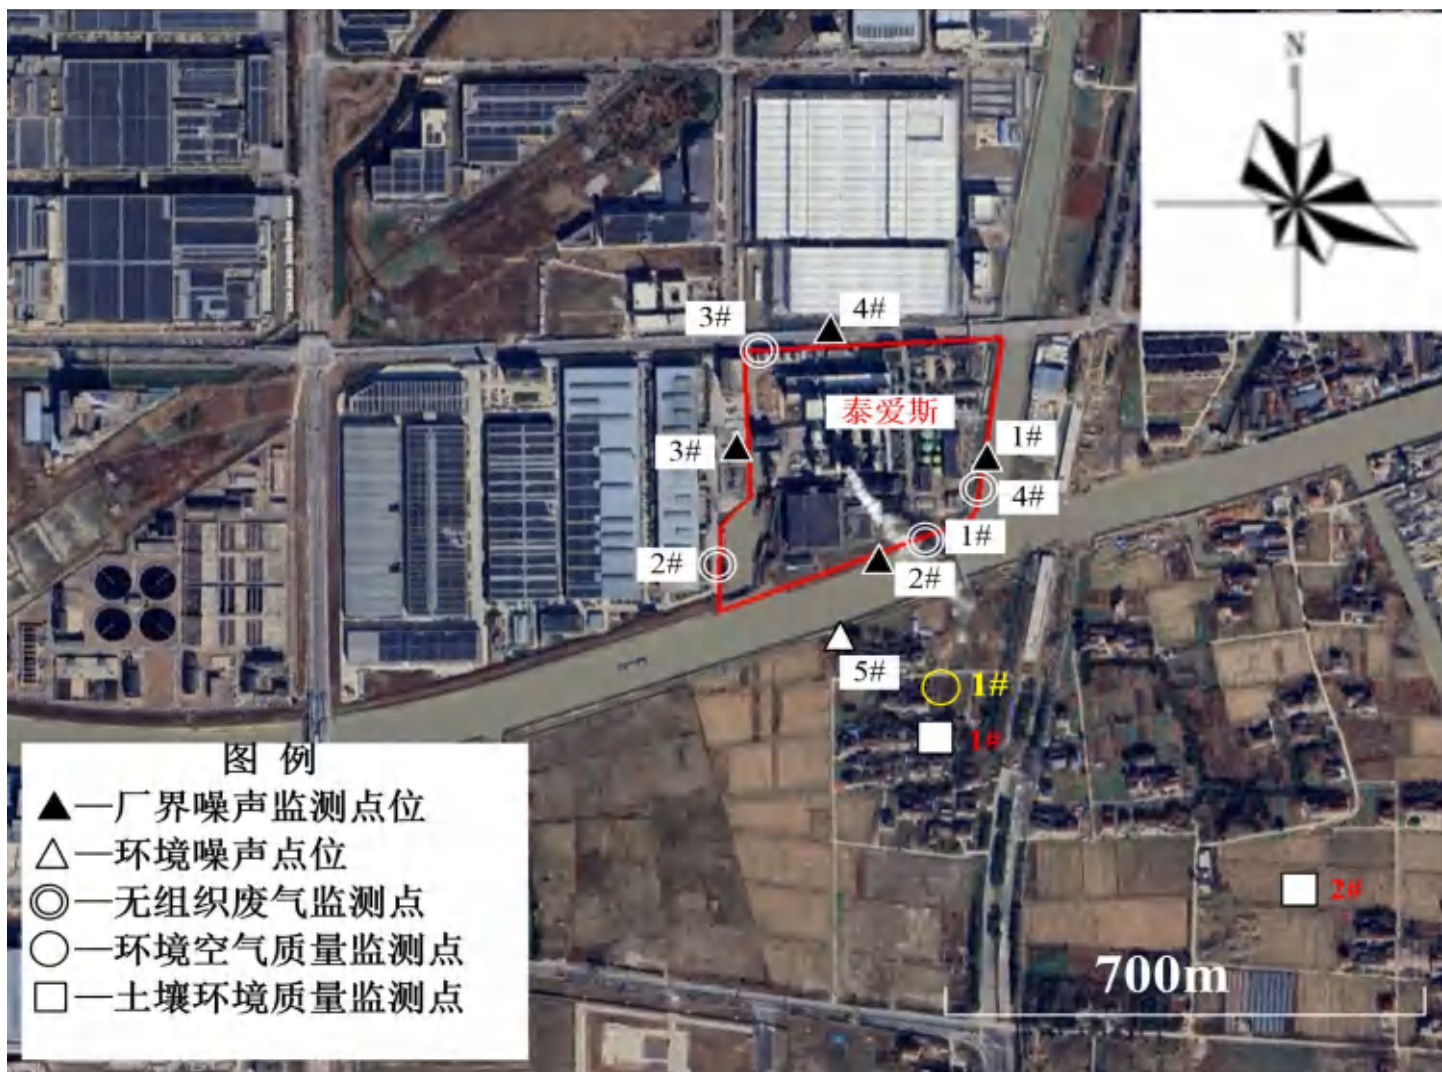 N
4#
3#
泰爱斯
3#
1#
4#
1#
2#
2#
5#
1#
1#
图 例
▲—厂界噪声监测点位
△—环境噪声点位
◎—无组织废气监测点
○—环境空气质量监测点
□—土壤环境质量监测点
2#
700m